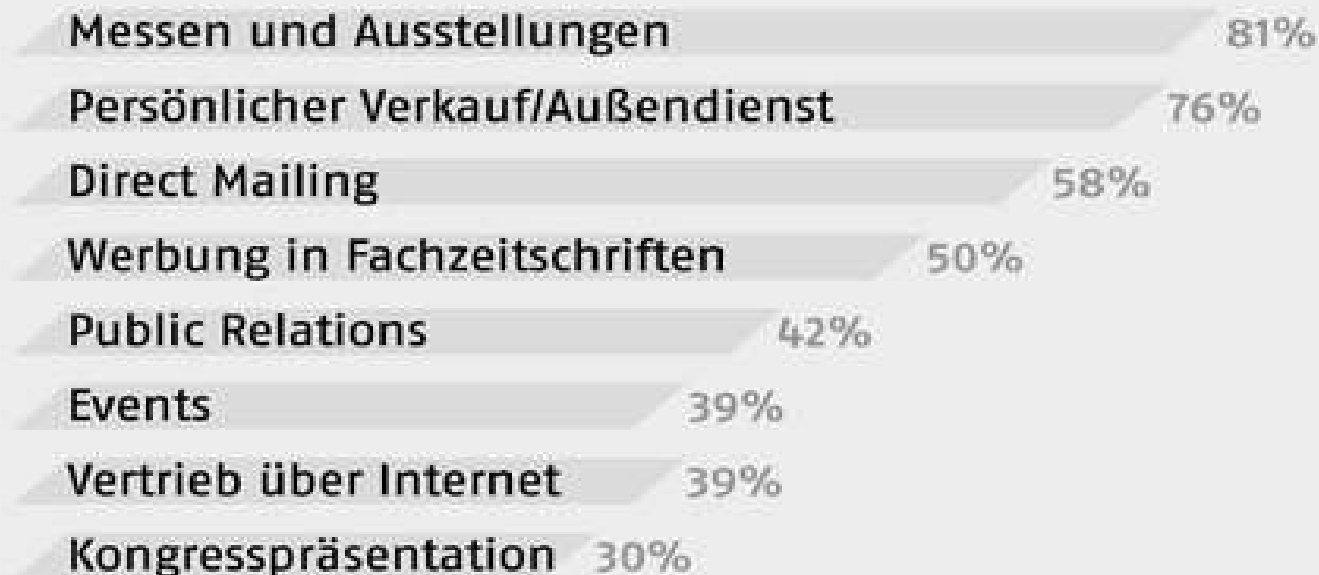 Messen und Ausstellungen 81%
Persönlicher Verkauf/Außendienst 76%
Direct Mailing 58%
Werbung in Fachzeitschriften 50%
Public Relations 42%
Events 39%
Vertrieb über Internet 39%
Kongresspräsentation 30%